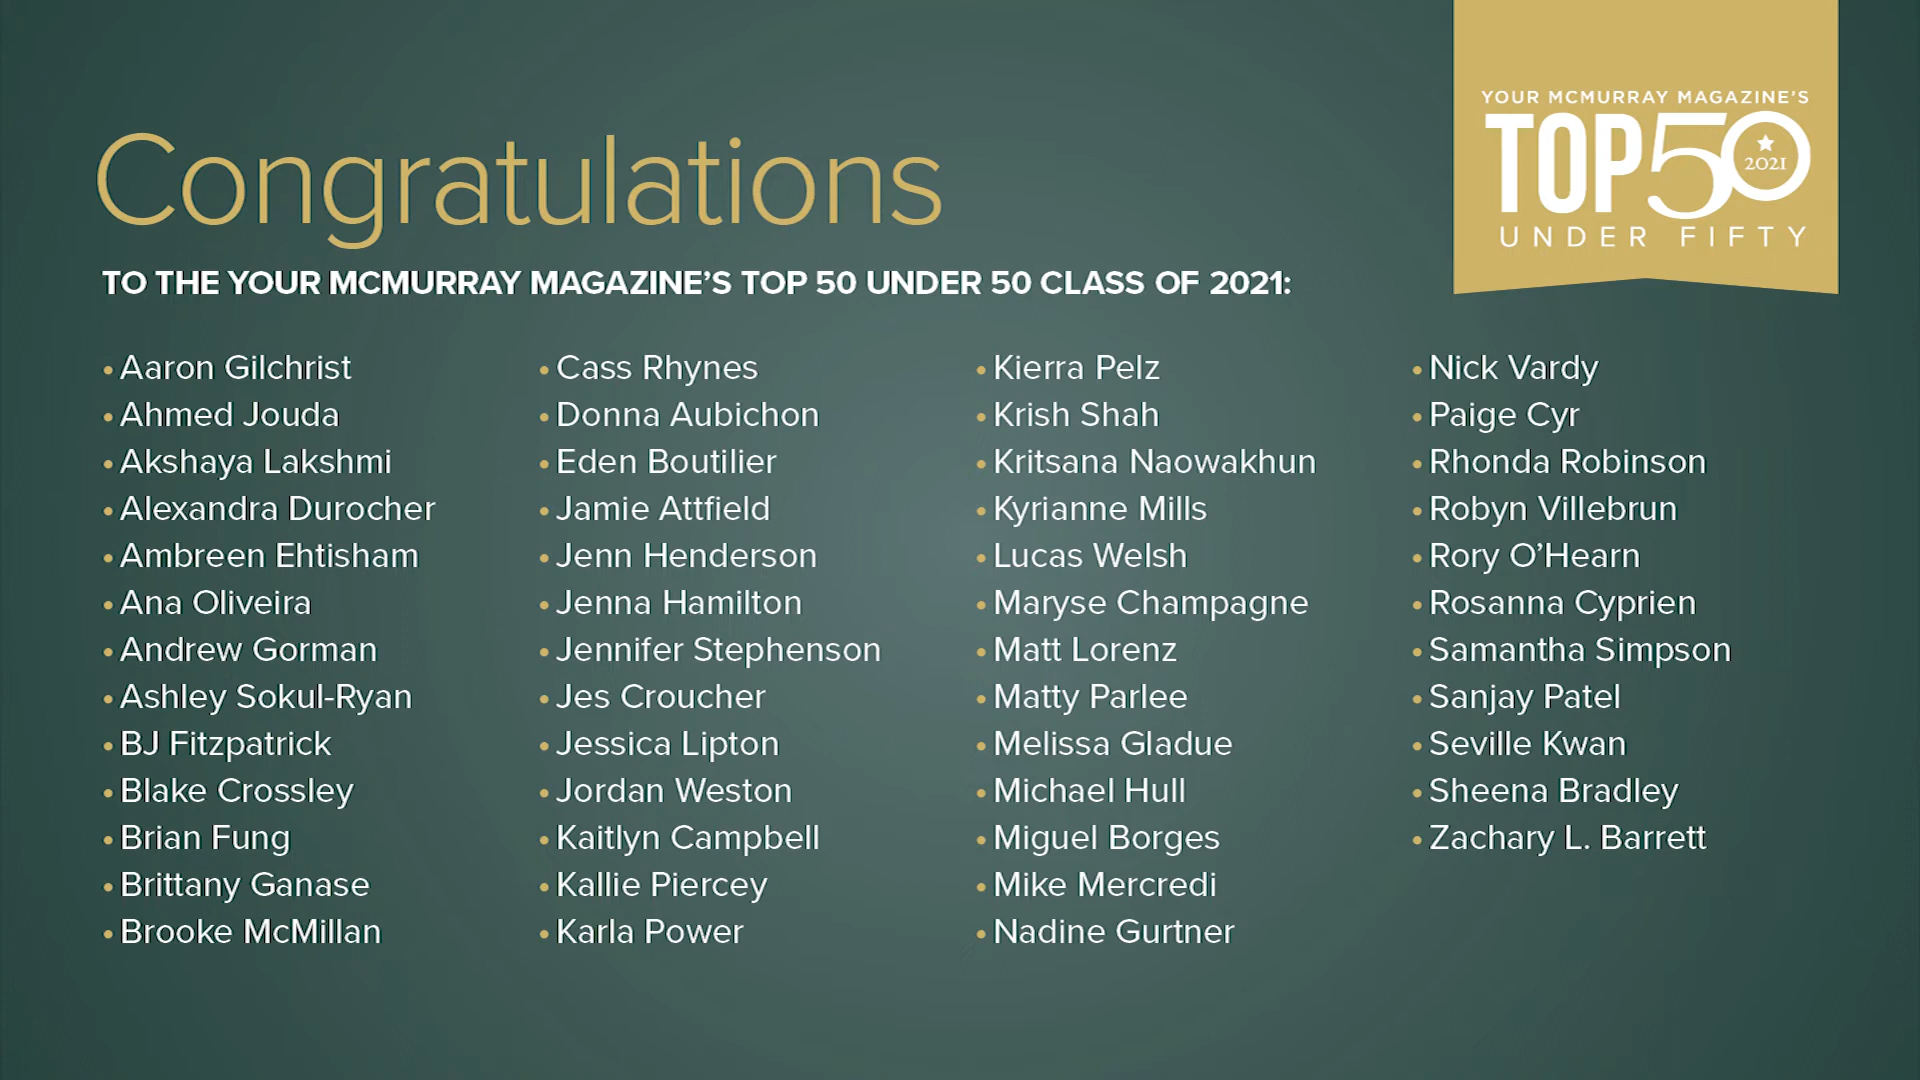 YOUR MCMURRAY MAGAZINE'S
TOP 50
2021
UNDER FIFTY
Congratulations
TO THE YOUR MCMURRAY MAGAZINE’S TOP 50 UNDER 50 CLASS OF 2021:
• Aaron Gilchrist
• Ahmed Jouda
• Akshaya Lakshmi
• Alexandra Durocher
• Ambreen Ehtisham
• Ana Oliveira
• Andrew Gorman
• Ashley Sokul-Ryan
• BJ Fitzpatrick
• Blake Crossley
• Brian Fung
• Brittany Ganase
• Brooke McMillan
• Cass Rhynes
• Donna Aubichon
• Eden Boutilier
• Jamie Attfield
• Jenn Henderson
• Jenna Hamilton
• Jennifer Stephenson
• Jes Croucher
• Jessica Lipton
• Jordan Weston
• Kaitlyn Campbell
• Kallie Piercey
• Karla Power
• Kierra Pelz
• Krish Shah
• Kritsana Naowakhun
• Kyrianne Mills
• Lucas Welsh
• Maryse Champagne
• Matt Lorenz
• Matty Parlee
• Melissa Gladue
• Michael Hull
• Miguel Borges
• Mike Mercredi
• Nadine Gurtner
• Nick Vardy
• Paige Cyr
• Rhonda Robinson
• Robyn Villebrun
• Rory O’Hearn
• Rosanna Cyprien
• Samantha Simpson
• Sanjay Patel
• Seville Kwan
• Sheena Bradley
• Zachary L. Barrett